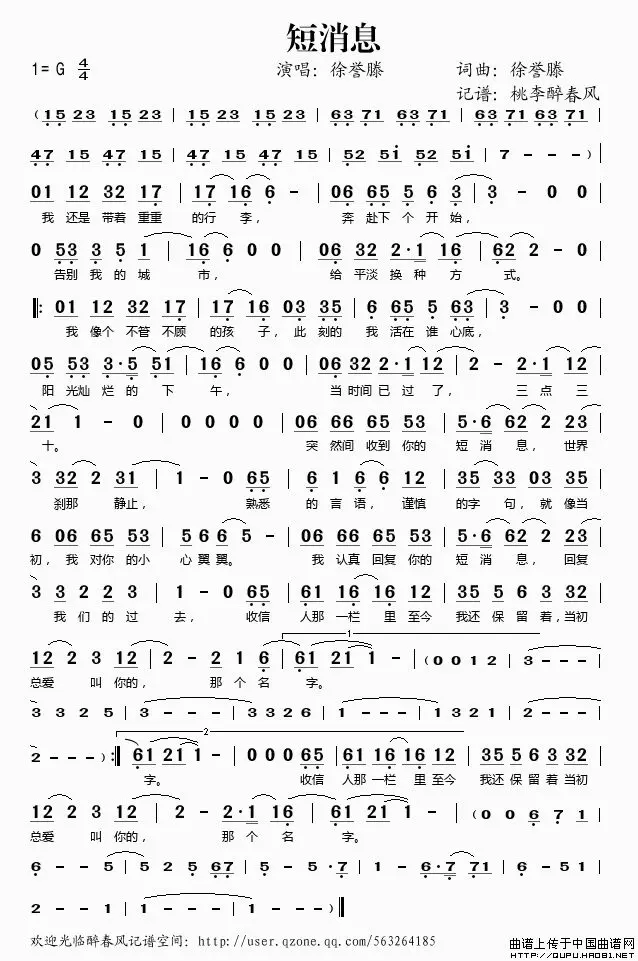 短消息
1=G 4/4 演唱：徐誉滕 词曲：徐誉滕
记谱：桃李醉春风
(15 23 15 23 | 15 23 15 23 | 63 71 63 71 | 63 71 63 71 |
47 15 47 15 | 47 15 47 15 | 52 51 52 51 | 7 - - -) |
01 12 32 17 | 17 16 6 - | 06 65 5 6 3 | 3 - 0 0
我 还是 带着 重重 的行 李， 奔 赴下 个 开 始，
0 53 3 5 1 | 16 6 0 0 | 06 32 2·1 16 | 62 2 - 0
告别 我 的 城 市， 给 平淡 换 种 方 式。
‖: 01 12 32 17 | 17 16 03 35 | 6 65 5 63 | 3 - 0 0
我 像个 不管 不顾 的孩 子，此 刻的 我 活在 谁 心底，
05 53 3·5 51 | 16 6 0 0 | 06 32 2·1 12 | 2 - 2·1 12
阳 光灿 烂 的 下 午， 当 时间 已 过 了， 三 点 三
21 1 - 0 | 0 0 0 0 | 06 66 65 53 | 5·6 62 2 23
十。 突 然间 收到 你的 短 消 息，世界
3 32 2 31 | 1 - 0 65 | 6 1 6 6 12 | 35 33 03 35
刹那 静止， 熟悉 的 言 语，谨慎 的字 句，就 像当
6 06 65 53 | 5 6 6 5 - | 06 66 65 53 | 5·6 62 2 23
初，我 对你 的小 心 翼 翼。 我 认真 回复 你的 短 消 息，回复
3 3 2 2 3 | 1 - 0 65 | 61 16 16 12 | 35 5 6 3 32
我 们 的 过 去，收信 人那 一栏 里 至今 我还 保 留 着，当初
1
12 2 3 12 | 2 - 2 1 6 | 61 21 1 - | (0 0 1 2 | 3 - - -
总爱 叫 你的， 那 个 名 字。
3 3 2 5 | 3 - - - | 3 3 2 6 | 1 - - - | 1 3 2 1 | 2 - - -
2
2 - - -) :‖ 61 21 1 - | 0 0 0 65 | 61 16 16 12 | 35 5 6 3 32
字。 收信 人那 一栏 里 至今 我还 保 留 着 当初
12 2 3 12 | 2 - 2·1 16 | 61 21 1 - | (0 0 6 7 1
总爱 叫 你的， 那 个 名 字。
6 - - 5 | 5 2 5 67 | 5 - 5·7 | 1 - 6·7 71 | 6 - 5 1
2 - - 1 | 1 - - -) ‖
欢迎光临醉春风记谱空间：http://user.qzone.qq.com/563264185
曲谱上传于中国曲谱网
HTTP://QUPU.HAO81.NET